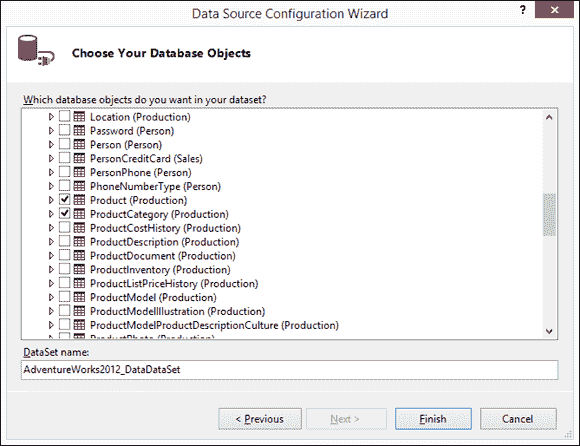 Data Source Configuration Wizard
?
Choose Your Database Objects
Which database objects do you want in your dataset?
Location (Production)
Password (Person)
Person (Person)
PersonCreditCard (Sales)
PersonPhone (Person)
PhoneNumberType (Person)
Product (Production)
ProductCategory (Production)
ProductCostHistory (Production)
ProductDescription (Production)
ProductDocument (Production)
ProductInventory (Production)
ProductListPriceHistory (Production)
ProductModel (Production)
ProductModelIllustration (Production)
ProductModelProductDescriptionCulture (Production)
ProductPhoto (Production)
DataSet name:
AdventureWorks2012_DataDataSet
< Previous
Next >
Finish
Cancel